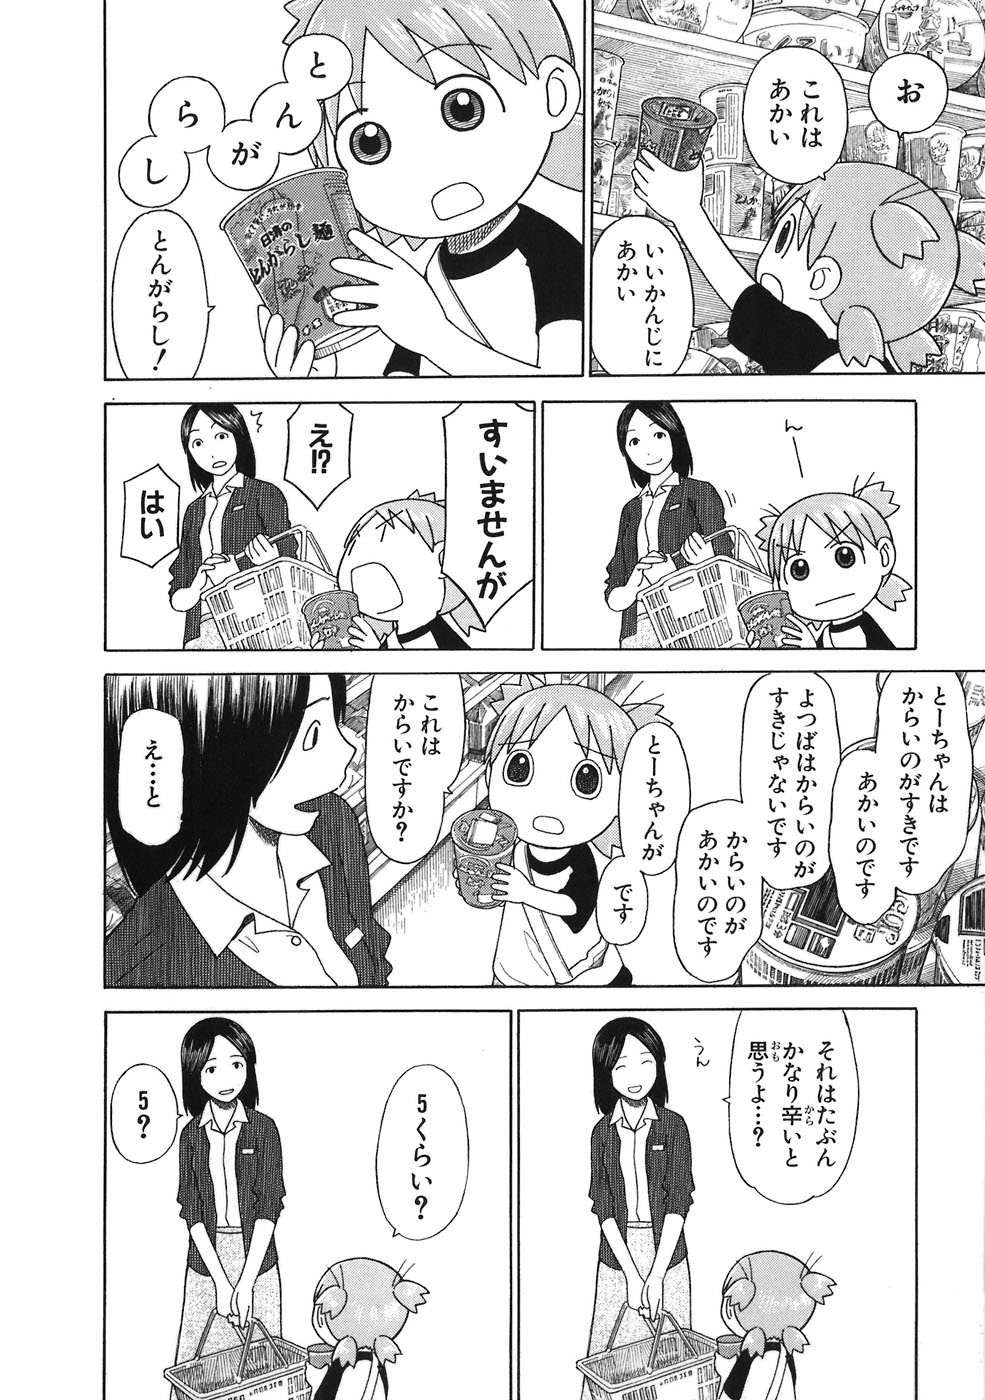 お
これは
あかい
いいかんじに
あかい
と
ん
が
ら
し
日清の
とんがらし麺
とんがらし！
んー
すいませんが
え!?
はい
とーちゃんは
からいのがすきです
あかいのです
よつばはからいのが
すきじゃないです
からいのが
あかいのです
とーちゃんが
です
これは
からいですか？
え…と
それはたぶん
かなり辛いと
思うよ…？
うん
5くらい？
5？